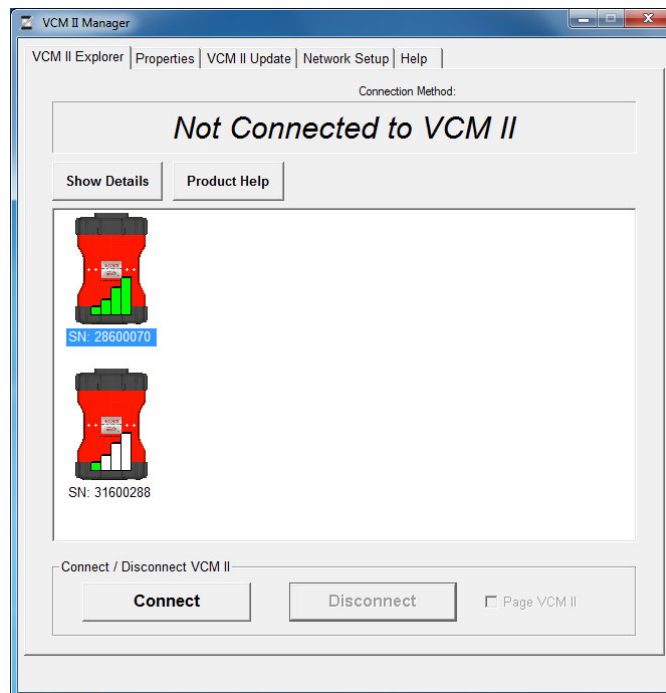 VCM II Manager
VCM II Explorer Properties VCM II Update Network Setup Help
Connection Method:
Not Connected to VCM II
Show Details Product Help
SN: 28600070
SN: 31600288
Connect / Disconnect VCM II
Connect Disconnect Page VCM II